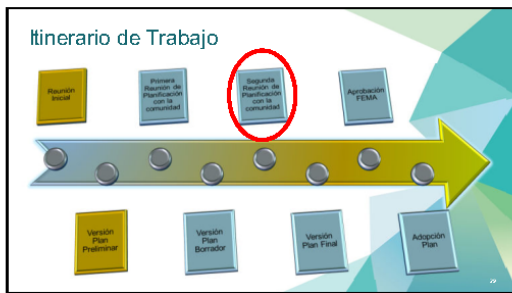 Itinerario de Trabajo
Reunión
Inicial
Primera
Reunión de
Planificación
con la
comunidad
Segunda
Reunión de
Planificación
con la
comunidad
Aprobación
FEMA
Versión
Plan
Preliminar
Versión
Plan
Borrador
Versión
Plan Final
Adopción
Plan
29